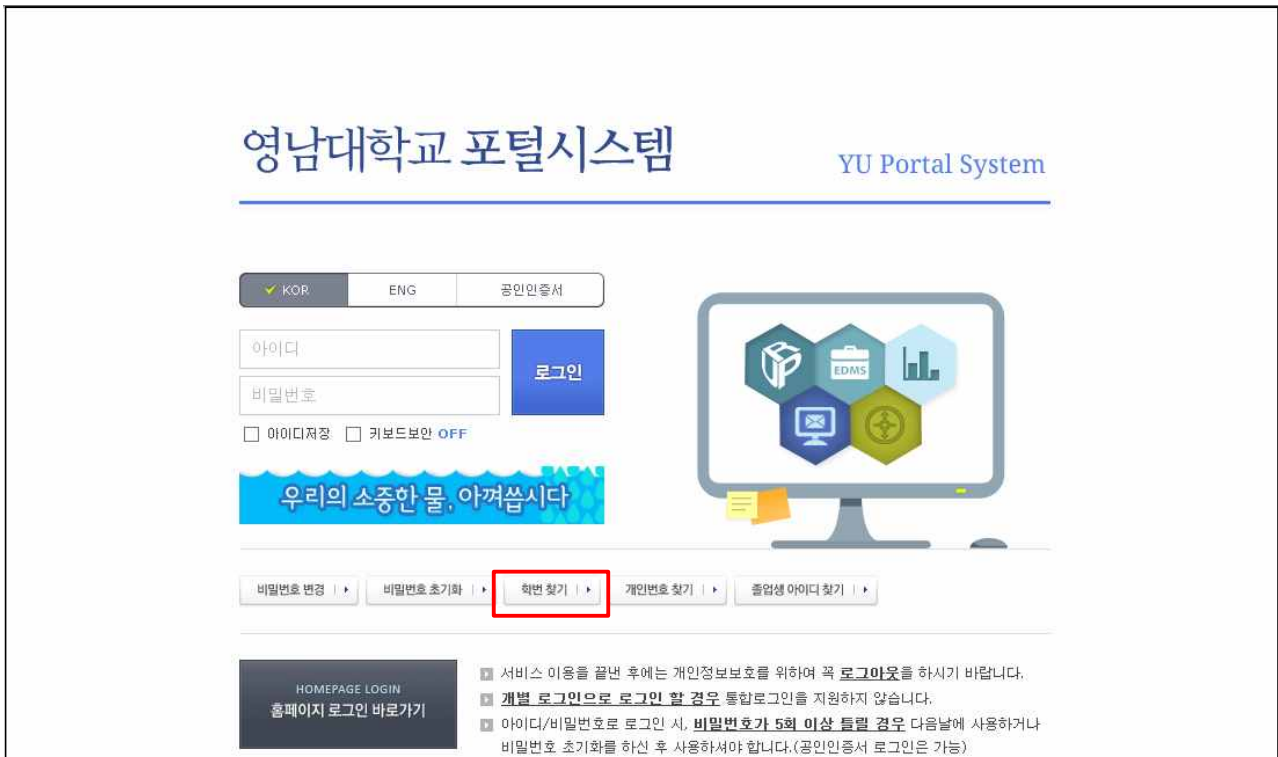 영남대학교 포털시스템
YU Portal System
KOR ENG 공인인증서
아이디
비밀번호
로그인
아이디저장 키보드보안 OFF
우리의 소중한 물, 아껴씁시다
EDMS
비밀번호 변경 비밀번호 초기화 학번 찾기 개인번호 찾기 졸업생 아이디 찾기
HOMEPAGE LOGIN
홈페이지 로그인 바로가기
서비스 이용을 끝낸 후에는 개인정보보호를 위하여 꼭 로그아웃을 하시기 바랍니다.
개별 로그인으로 로그인 할 경우 통합로그인을 지원하지 않습니다.
아이디/비밀번호로 로그인 시, 비밀번호가 5회 이상 틀릴 경우 다음날에 사용하거나
비밀번호 초기화를 하신 후 사용하셔야 합니다.(공인인증서 로그인은 가능)